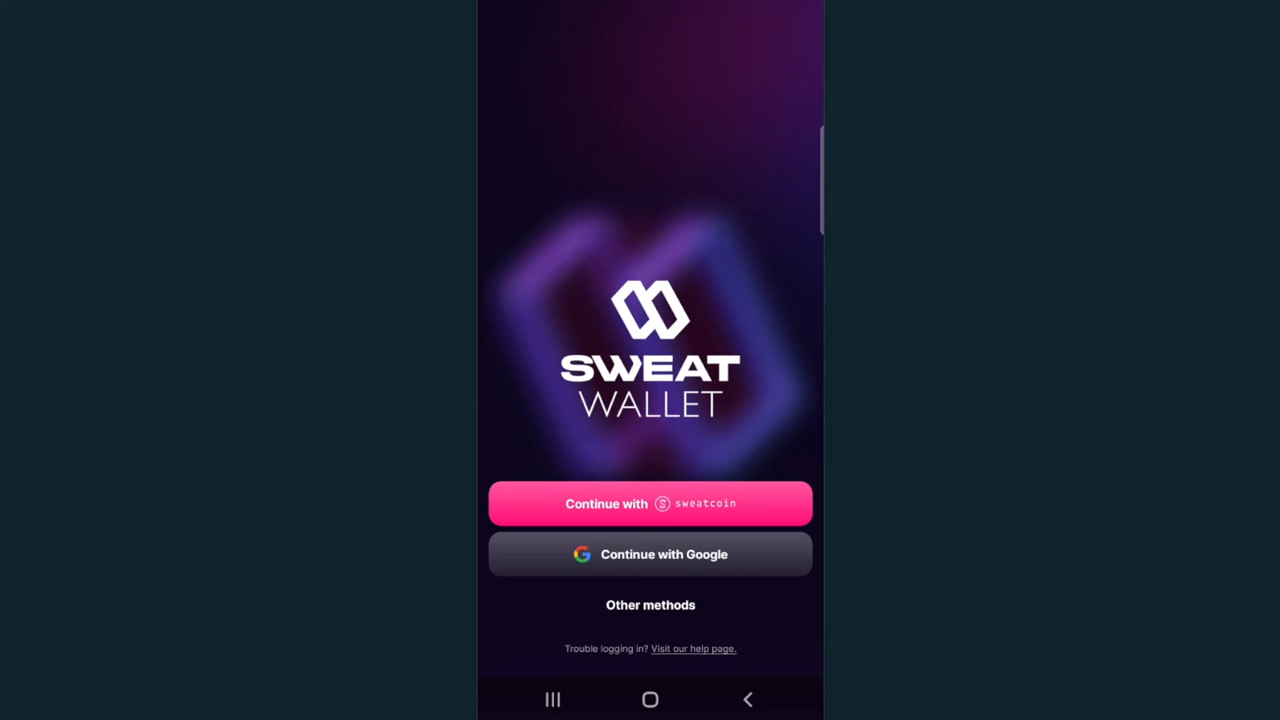 SWEAT
WALLET
Continue with sweatcoin
Continue with Google
Other methods
Trouble logging in? Visit our help page.